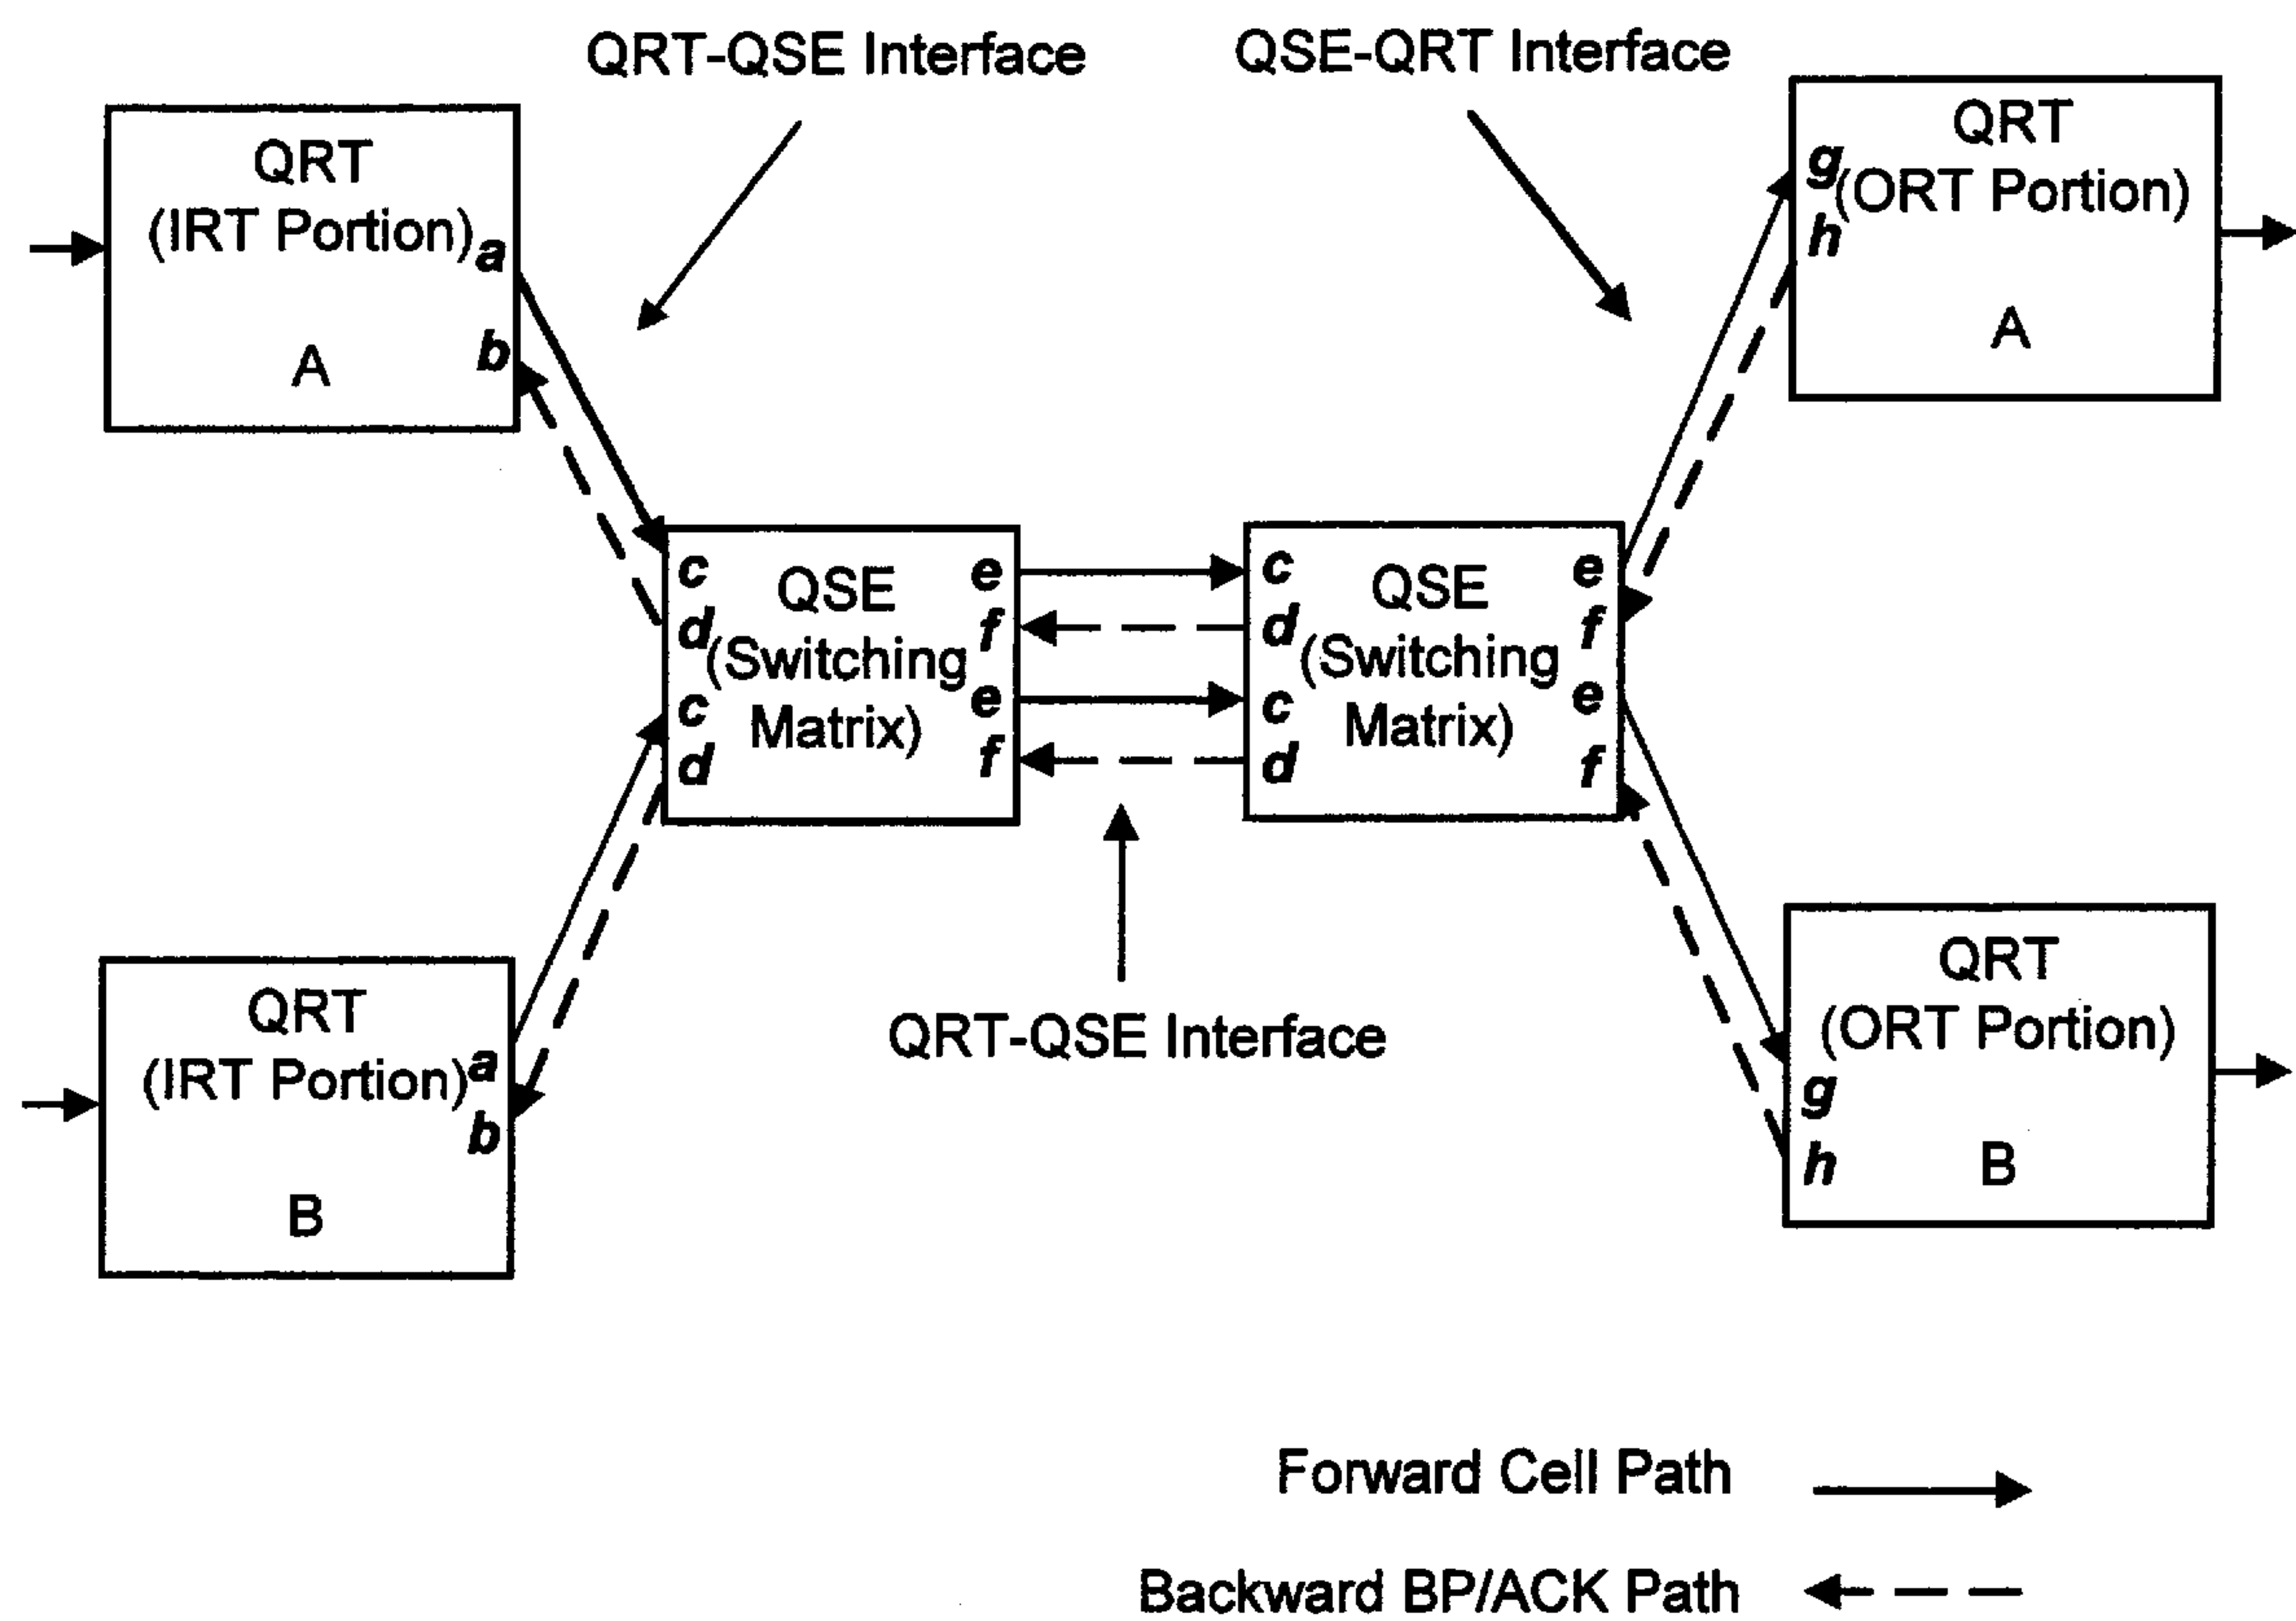 QRT-QSE Interface
QSE-QRT Interface
QRT
(IRT Portion)
a
b
A
QRT
(ORT Portion)
g
h
A
c
d
c
d
QSE
(Switching
Matrix)
e
f
e
f
c
d
c
d
QSE
(Switching
Matrix)
e
f
e
f
QRT-QSE Interface
QRT
(IRT Portion)
a
b
B
QRT
(ORT Portion)
g
h
B
Forward Cell Path
Backward BP/ACK Path